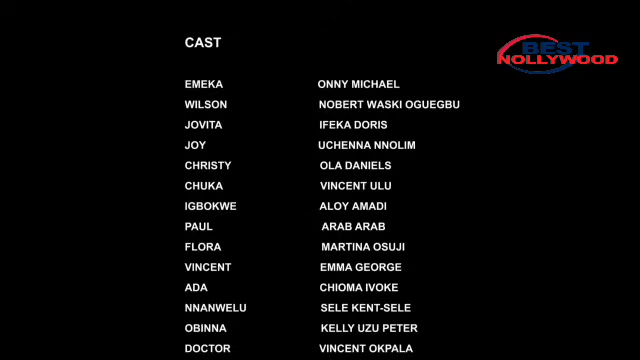 CAST
BEST
NOLLYWOOD
EMEKA ONNY MICHAEL
WILSON NOBERT WASKI OGUEGBU
JOVITA IFEKA DORIS
JOY UCHENNA NNOLIM
CHRISTY OLA DANIELS
CHUKA VINCENT ULU
IGBOKWE ALOY AMADI
PAUL ARAB ARAB
FLORA MARTINA OSUJI
VINCENT EMMA GEORGE
ADA CHIOMA IVOKE
NNANWELU SELE KENT-SELE
OBINNA KELLY UZU PETER
DOCTOR VINCENT OKPALA